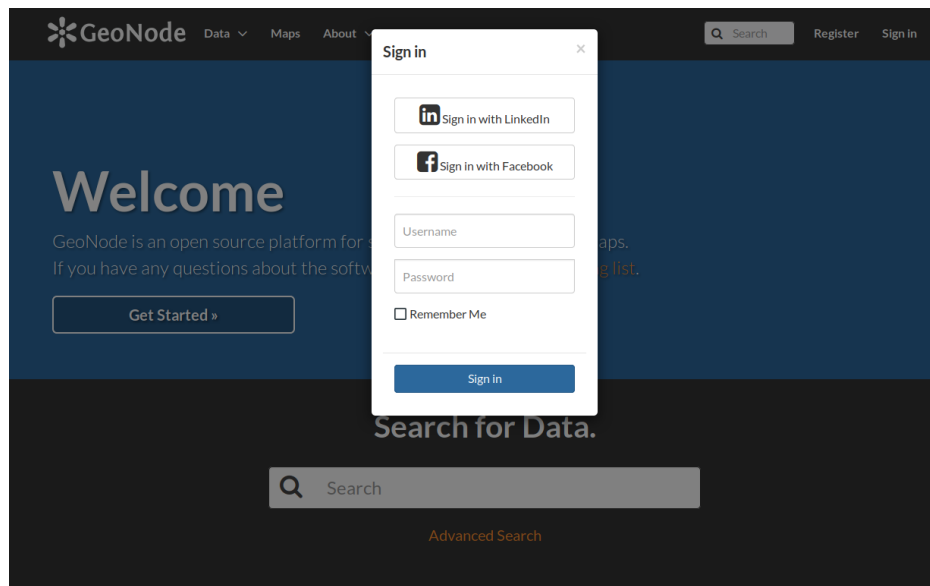 GeoNode Data Maps About Search Register Sign in
Sign in ×
Sign in with LinkedIn
Sign in with Facebook
Username
Password
Remember Me
Sign in
Welcome
GeoNode is an open source platform for aps.
If you have any questions about the softw g list.
Get Started »
Search for Data.
Search
Advanced Search